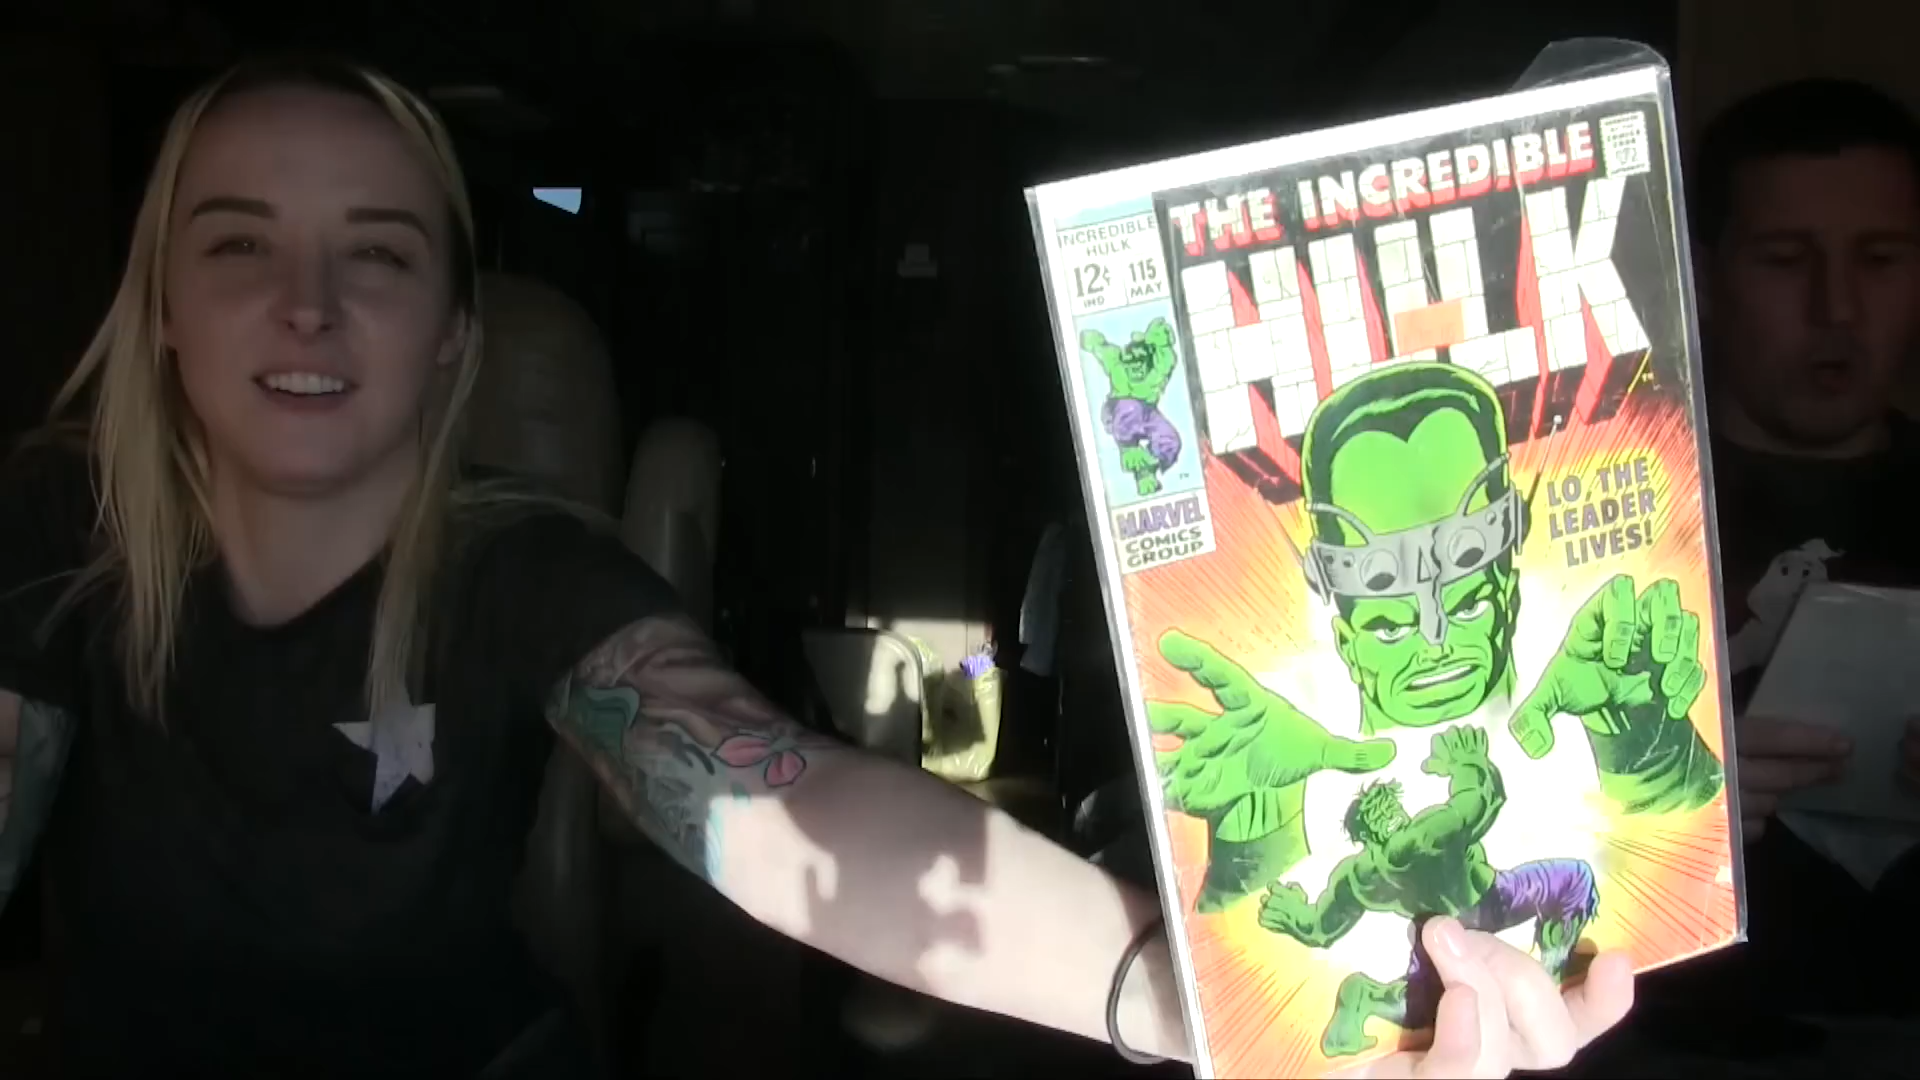 THE INCREDIBLE
HULK
INCREDIBLE
HULK
12¢ 115
IND MAY
MARVEL
COMICS
GROUP
LO, THE
LEADER
LIVES!